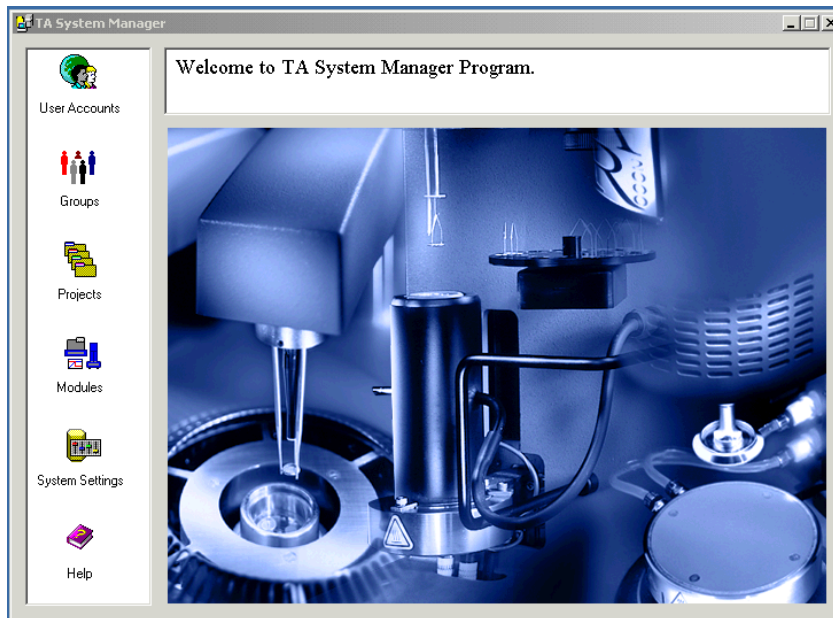 TA System Manager
User Accounts
Groups
Projects
Modules
System Settings
Help
Welcome to TA System Manager Program.